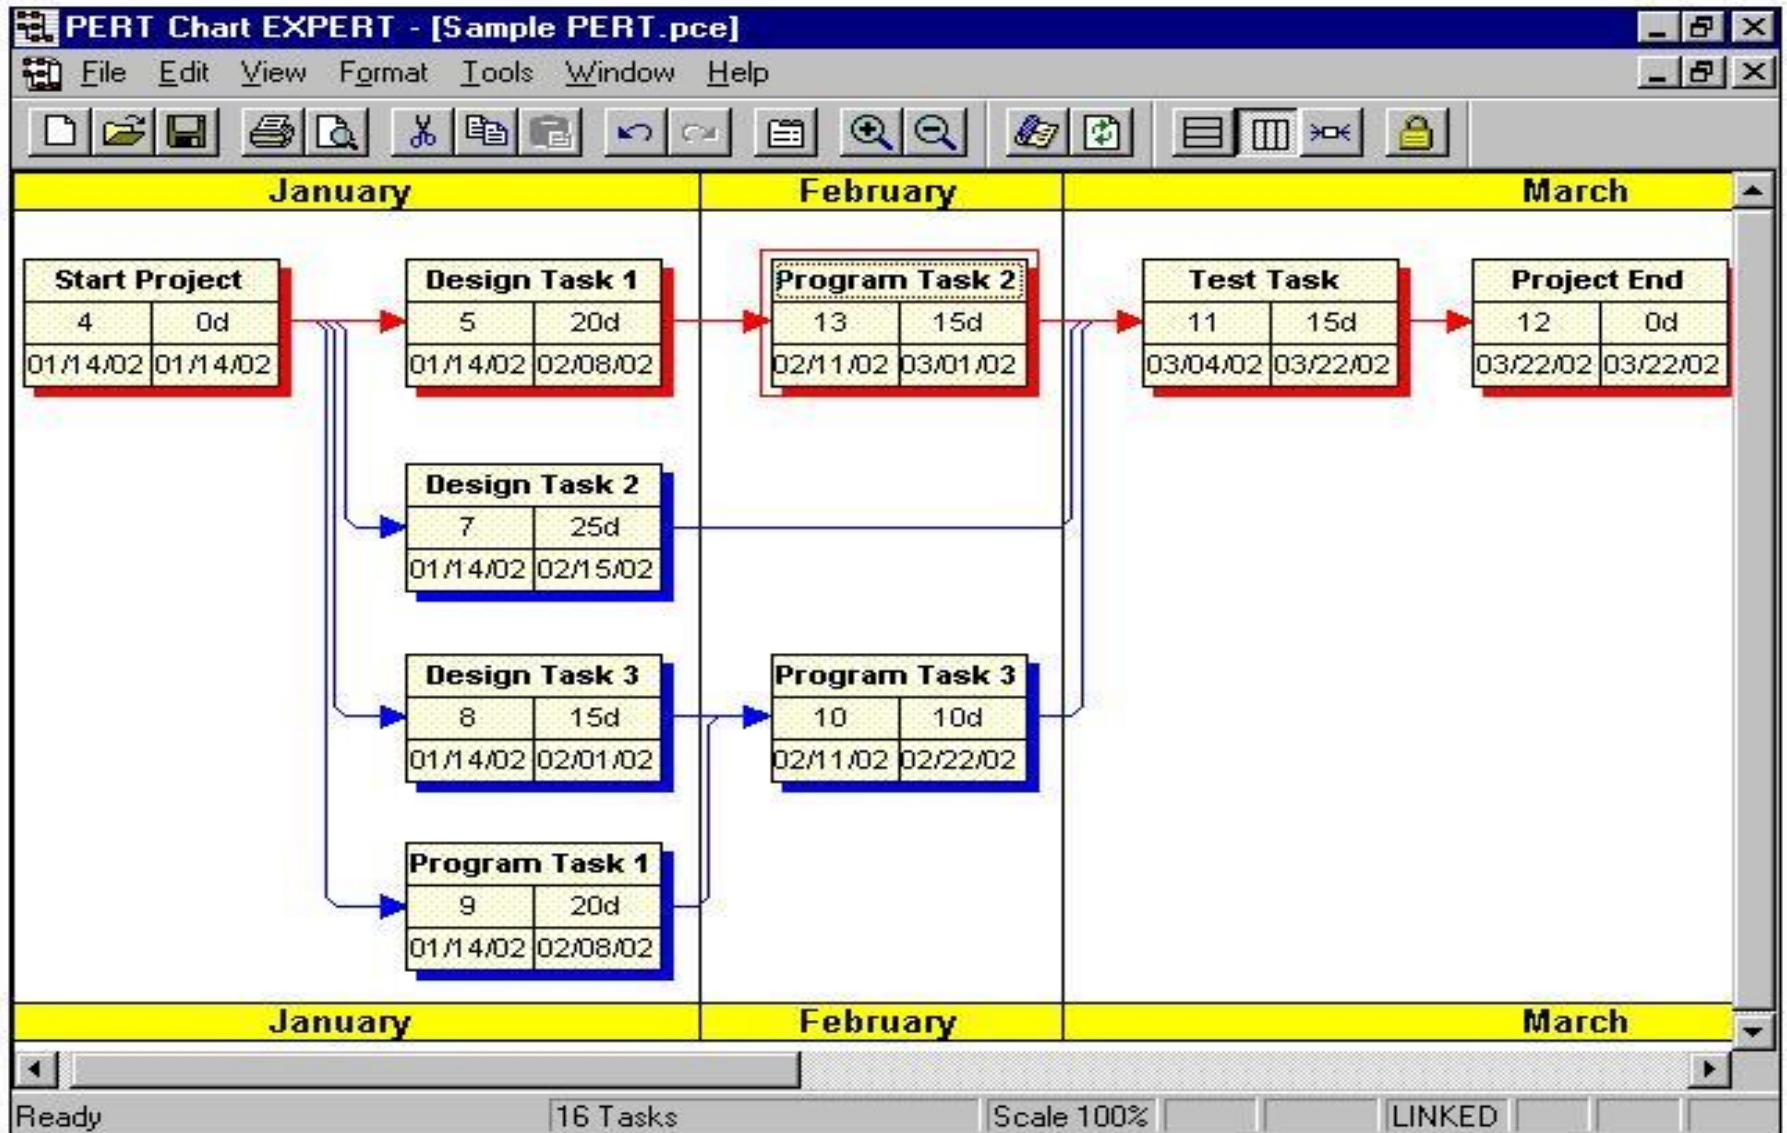 PERT Chart EXPERT - [Sample PERT.pce]
File Edit View Format Tools Window Help
January February March
Start Project
4 0d
01/14/02 01/14/02
Design Task 1
5 20d
01/14/02 02/08/02
Program Task 2
13 15d
02/11/02 03/01/02
Test Task
11 15d
03/04/02 03/22/02
Project End
12 0d
03/22/02 03/22/02
Design Task 2
7 25d
01/14/02 02/15/02
Design Task 3
8 15d
01/14/02 02/01/02
Program Task 3
10 10d
02/11/02 02/22/02
Program Task 1
9 20d
01/14/02 02/08/02
January February March
Ready 16 Tasks Scale 100% LINKED